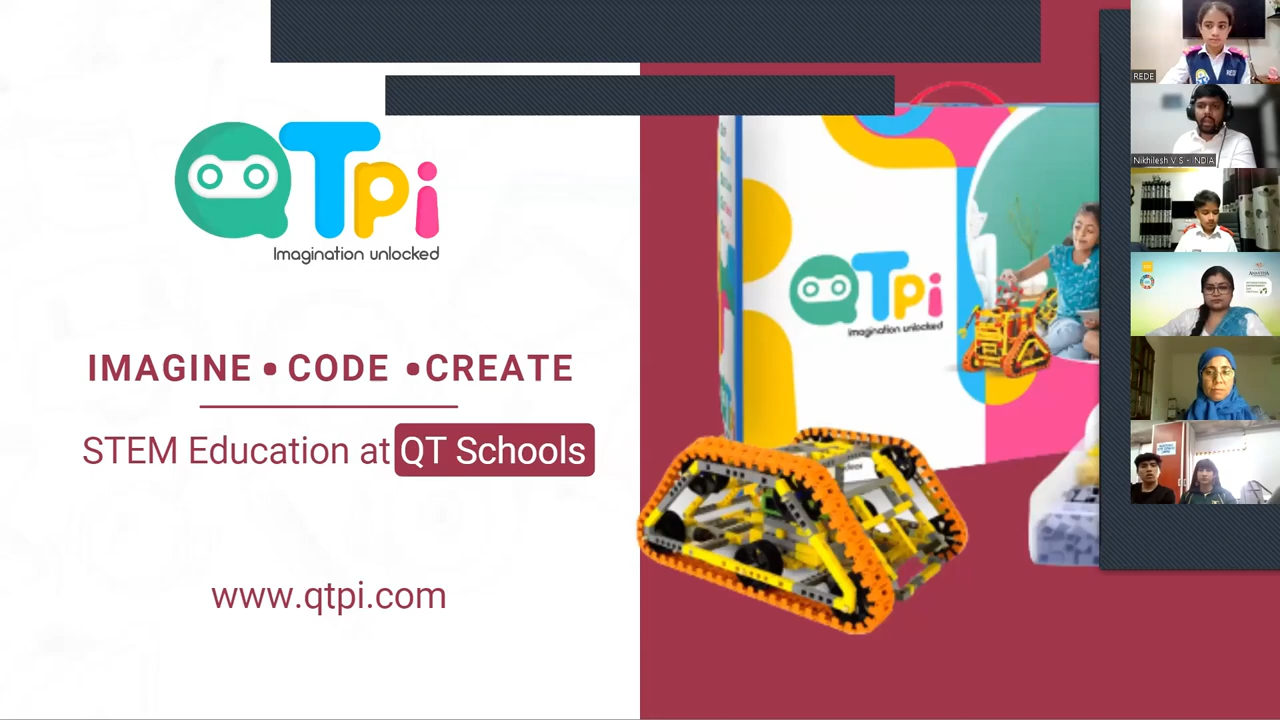 QTpi
Imagination unlocked
IMAGINE • CODE • CREATE
STEM Education at QT Schools
www.qtpi.com
QTpi
imagination unlocked
REDE
Nikhilesh V S - INDIA